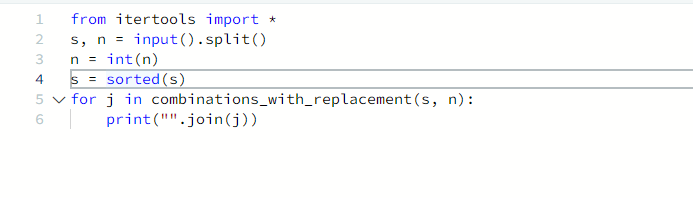 1 from itertools import *
2 s, n = input().split()
3 n = int(n)
4 s = sorted(s)
5 for j in combinations_with_replacement(s, n):
6     print("".join(j))